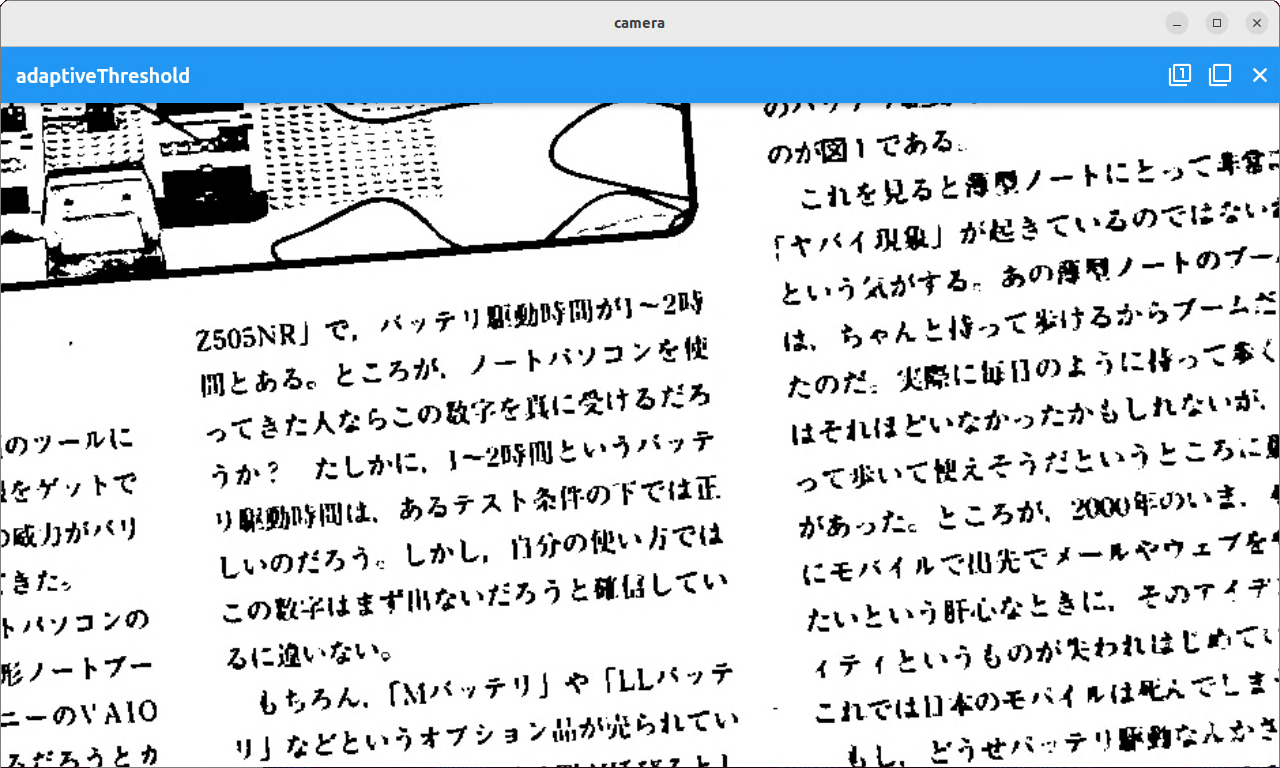 camera
adaptiveThreshold
のツールに
をゲットで
の威力がバリ
てきた。
トパソコンの
形ノートブー
ニーのVAIO
るだろうとカ
Z505NR」で，バッテリ駆動時間が1～2時
間とある。ところが，ノートパソコンを使
ってきた人ならこの数字を真に受けるだろ
うか？　たしかに，1～2時間というバッテ
リ駆動時間は，あるテスト条件の下では正
しいのだろう。しかし，自分の使い方では
この数字はまず出ないだろうと確信してい
るに違いない。
もちろん，「Mバッテリ」や「LLバッテ
リ」などというオプション品が売られてい
のが図1である。
これを見ると薄型ノートにとって非常
「ヤバイ現象」が起きているのではない
という気がする。あの薄型ノートのブー
は，ちゃんと持って歩けるからブームだ
たのだ。実際に毎日のように持って歩く
はそれほどいなかったかもしれないが，
って歩いて使えそうだというところに
があった。ところが，2000年のいま，
にモバイルで出先でメールやウェブを
たいという肝心なときに，そのアイデ
ィティというものが失われはじめてい
これでは日本のモバイルは死んでしま
もし，どうせバッテリ駆動なんかさ